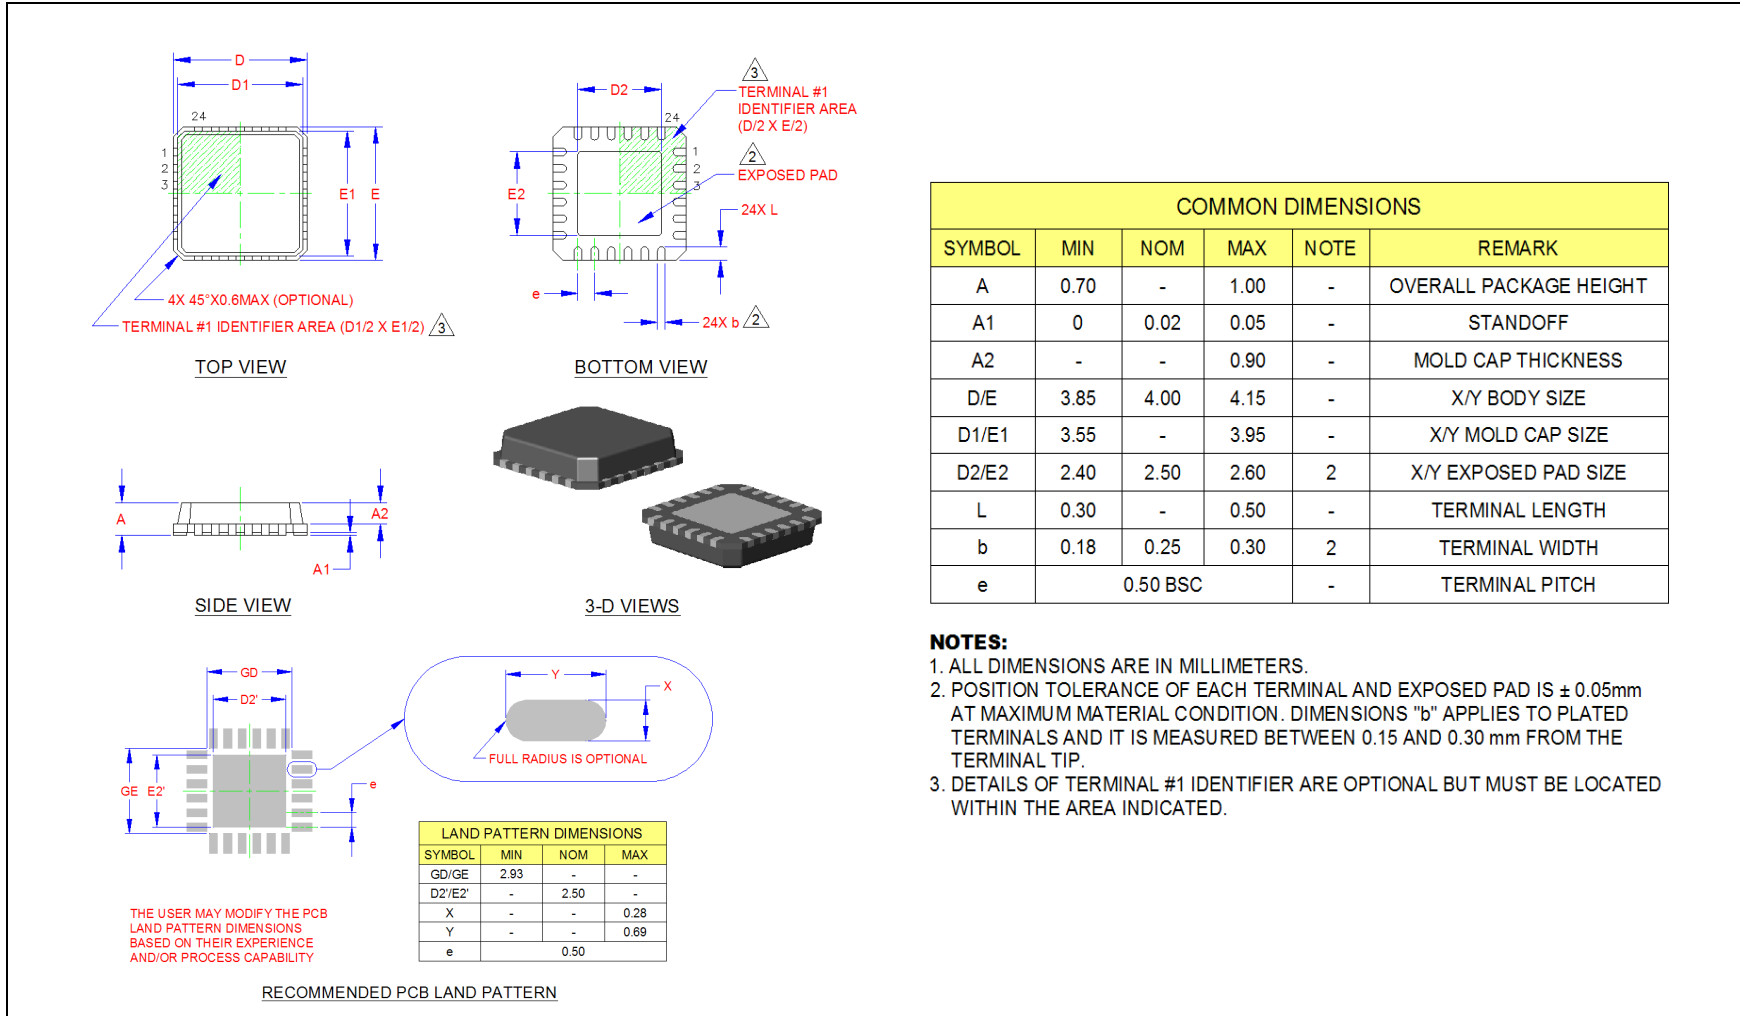 D
D1
24
1
2
3
E1 E
4X 45°X0.6MAX (OPTIONAL)
TERMINAL #1 IDENTIFIER AREA (D1/2 X E1/2) 3
TOP VIEW
D2
3
TERMINAL #1
IDENTIFIER AREA
(D/2 X E/2)
24
1
2
3
2
EXPOSED PAD
E2
24X L
e
24X b 2
BOTTOM VIEW
A
A2
A1
SIDE VIEW
3-D VIEWS
GD
D2'
GE E2'
e
Y
X
FULL RADIUS IS OPTIONAL
LAND PATTERN DIMENSIONS
SYMBOL MIN NOM MAX
GD/GE 2.93 - -
D2'/E2' - 2.50 -
X - - 0.28
Y - - 0.69
e 0.50
THE USER MAY MODIFY THE PCB
LAND PATTERN DIMENSIONS
BASED ON THEIR EXPERIENCE
AND/OR PROCESS CAPABILITY
RECOMMENDED PCB LAND PATTERN
COMMON DIMENSIONS
SYMBOL MIN NOM MAX NOTE REMARK
A 0.70 - 1.00 - OVERALL PACKAGE HEIGHT
A1 0 0.02 0.05 - STANDOFF
A2 - - 0.90 - MOLD CAP THICKNESS
D/E 3.85 4.00 4.15 - X/Y BODY SIZE
D1/E1 3.55 - 3.95 - X/Y MOLD CAP SIZE
D2/E2 2.40 2.50 2.60 2 X/Y EXPOSED PAD SIZE
L 0.30 - 0.50 - TERMINAL LENGTH
b 0.18 0.25 0.30 2 TERMINAL WIDTH
e 0.50 BSC - TERMINAL PITCH
NOTES:
1. ALL DIMENSIONS ARE IN MILLIMETERS.
2. POSITION TOLERANCE OF EACH TERMINAL AND EXPOSED PAD IS ± 0.05mm
AT MAXIMUM MATERIAL CONDITION. DIMENSIONS "b" APPLIES TO PLATED
TERMINALS AND IT IS MEASURED BETWEEN 0.15 AND 0.30 mm FROM THE
TERMINAL TIP.
3. DETAILS OF TERMINAL #1 IDENTIFIER ARE OPTIONAL BUT MUST BE LOCATED
WITHIN THE AREA INDICATED.